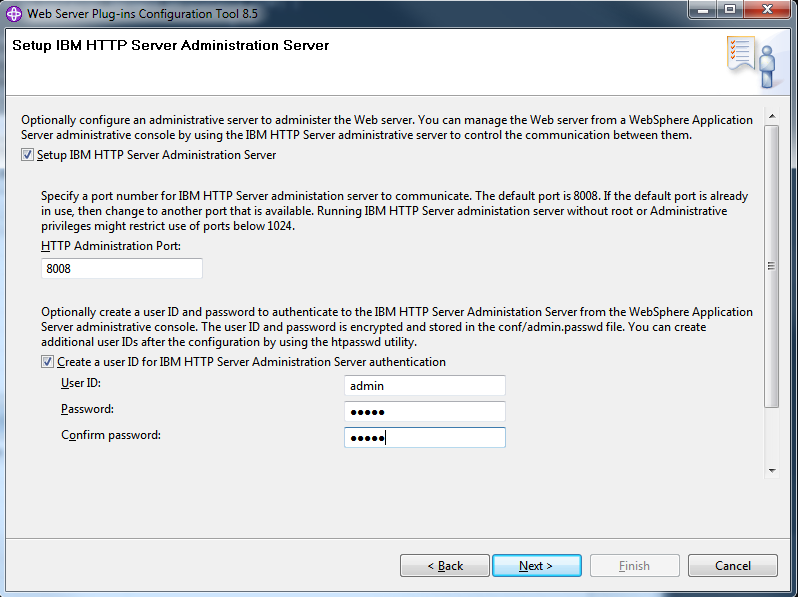 Web Server Plug-ins Configuration Tool 8.5
Setup IBM HTTP Server Administration Server
Optionally configure an administrative server to administer the Web server. You can manage the Web server from a WebSphere Application
Server administrative console by using the IBM HTTP Server administrative server to control the communication between them.
Setup IBM HTTP Server Administration Server
Specify a port number for IBM HTTP Server administation server to communicate. The default port is 8008. If the default port is already
in use, then change to another port that is available. Running IBM HTTP Server administation server without root or Administrative
privileges might restrict use of ports below 1024.
HTTP Administration Port:
8008
Optionally create a user ID and password to authenticate to the IBM HTTP Server Administation Server from the WebSphere Application
Server administrative console. The user ID and password is encrypted and stored in the conf/admin.passwd file. You can create
additional user IDs after the configuration by using the htpasswd utility.
Create a user ID for IBM HTTP Server Administration Server authentication
User ID:
admin
Password:
●●●●●
Confirm password:
●●●●●
< Back
Next >
Finish
Cancel